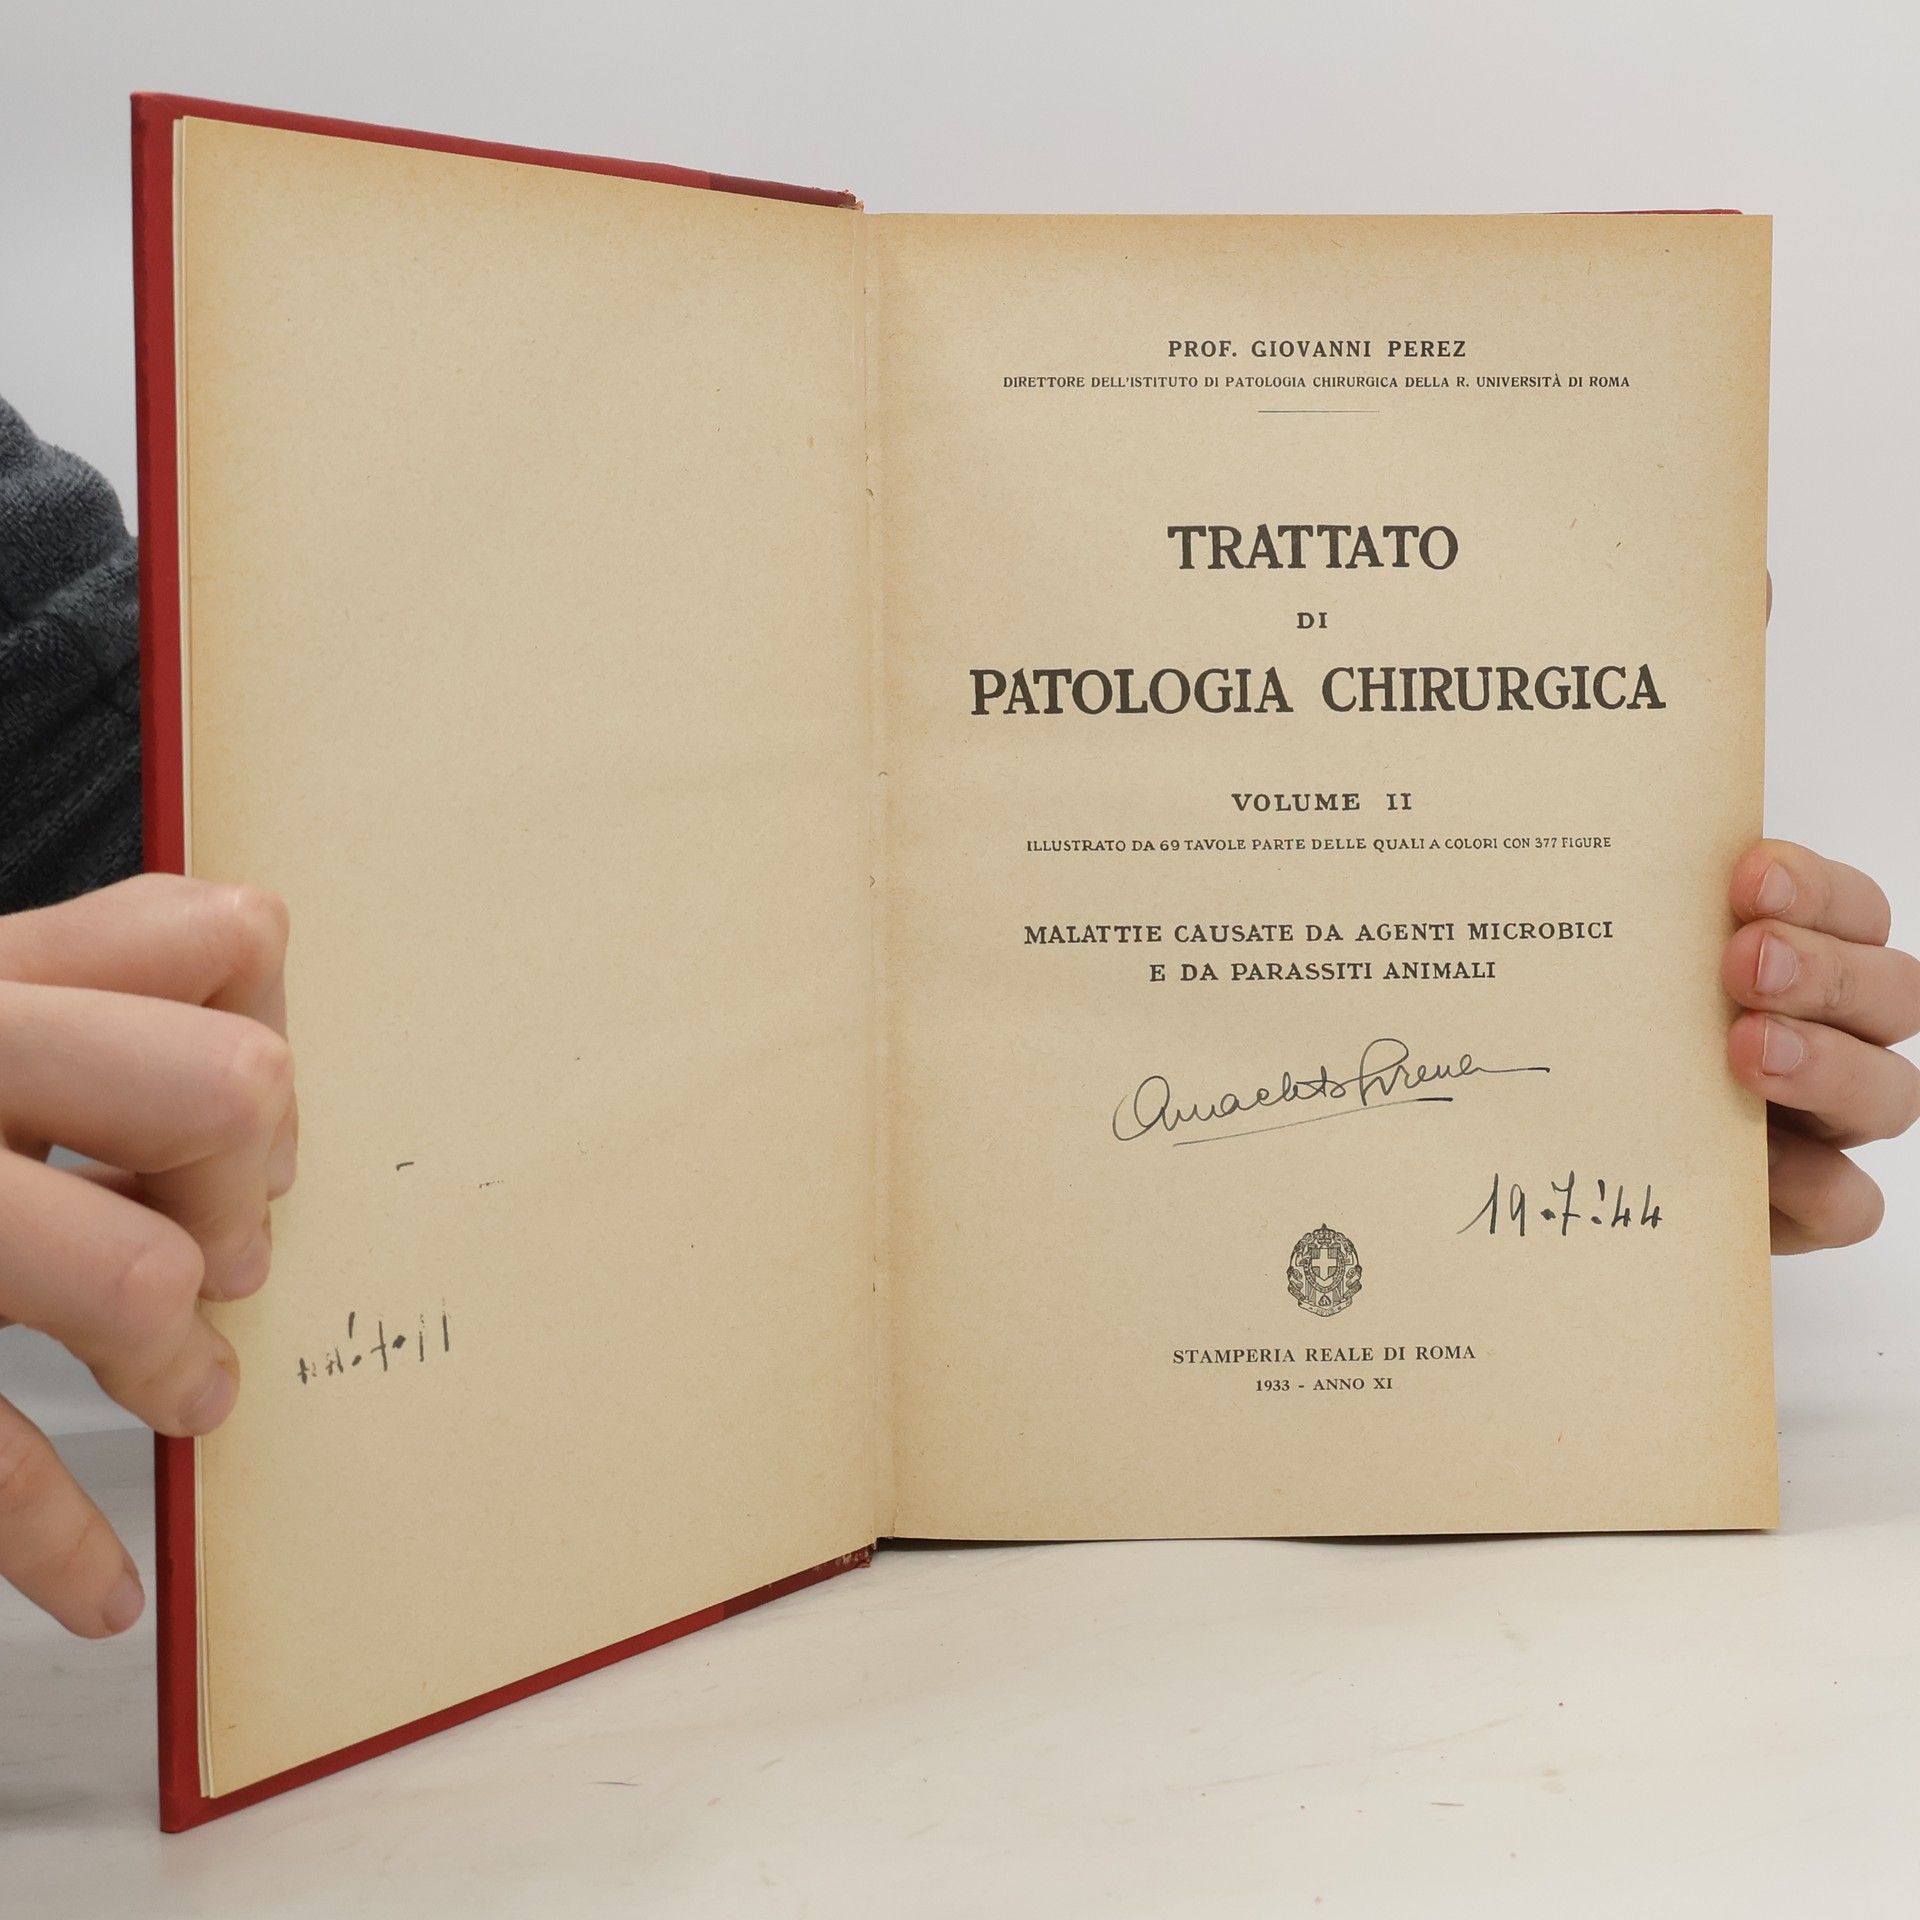 PROF. GIOVANNI PEREZ
DIRETTORE DELL'ISTITUTO DI PATOLOGIA CHIRURGICA DELLA R. UNIVERSITÀ DI ROMA
TRATTATO
DI
PATOLOGIA CHIRURGICA
VOLUME II
ILLUSTRATO DA 69 TAVOLE PARTE DELLE QUALI A COLORI CON 377 FIGURE
MALATTIE CAUSATE DA AGENTI MICROBICI
E DA PARASSITI ANIMALI
19.7.'44
STAMPERIA REALE DI ROMA
1933 - ANNO XI